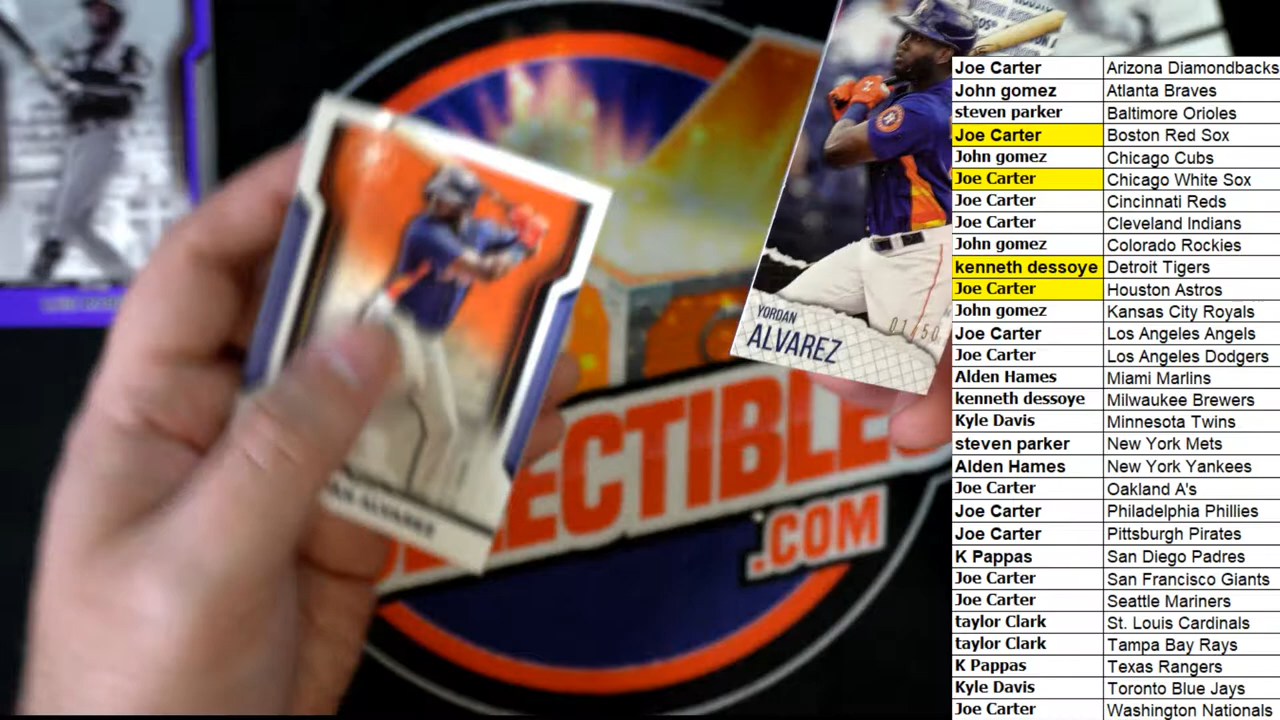 YORDAN
ALVAREZ
01/50
ALVAREZ
ECTIBLES
.COM
Joe Carter Arizona Diamondbacks
John gomez Atlanta Braves
steven parker Baltimore Orioles
Joe Carter Boston Red Sox
John gomez Chicago Cubs
Joe Carter Chicago White Sox
Joe Carter Cincinnati Reds
Joe Carter Cleveland Indians
John gomez Colorado Rockies
kenneth dessoye Detroit Tigers
Joe Carter Houston Astros
John gomez Kansas City Royals
Joe Carter Los Angeles Angels
Joe Carter Los Angeles Dodgers
Alden Hames Miami Marlins
kenneth dessoye Milwaukee Brewers
Kyle Davis Minnesota Twins
steven parker New York Mets
Alden Hames New York Yankees
Joe Carter Oakland A's
Joe Carter Philadelphia Phillies
Joe Carter Pittsburgh Pirates
K Pappas San Diego Padres
Joe Carter San Francisco Giants
Joe Carter Seattle Mariners
taylor Clark St. Louis Cardinals
taylor Clark Tampa Bay Rays
K Pappas Texas Rangers
Kyle Davis Toronto Blue Jays
Joe Carter Washington Nationals